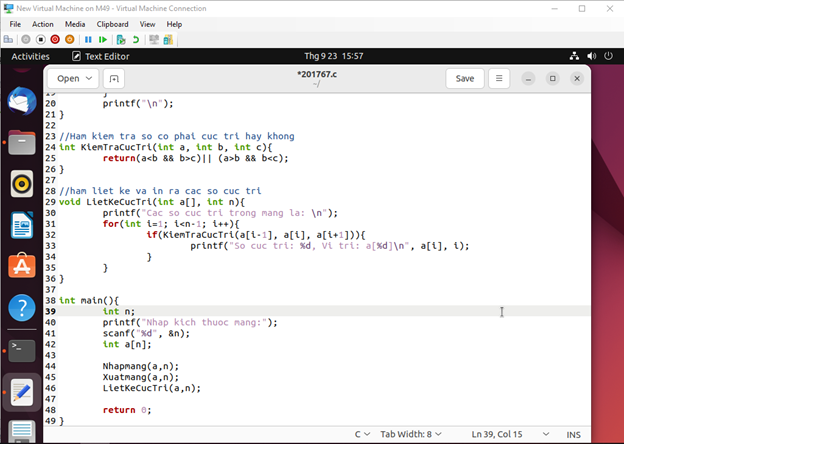 New Virtual Machine on M49 - Virtual Machine Connection
File Action Media Clipboard View Help
Activities Text Editor Thg 9 23 15:57
Open *201767.c Save
~/
19 }
20 printf("\n");
21 }
22
23 //Ham kiem tra so co phai cuc tri hay khong
24 int KiemTraCucTri(int a, int b, int c){
25 return(a<b && b>c)|| (a>b && b<c);
26 }
27
28 //ham liet ke va in ra cac so cuc tri
29 void LietKeCucTri(int a[], int n){
30 printf("Cac so cuc tri trong mang la: \n");
31 for(int i=1; i<n-1; i++){
32 if(KiemTraCucTri(a[i-1], a[i], a[i+1])){
33 printf("So cuc tri: %d, Vi tri: a[%d]\n", a[i], i);
34 }
35 }
36 }
37
38 int main(){
39 int n;
40 printf("Nhap kich thuoc mang:");
41 scanf("%d", &n);
42 int a[n];
43
44 Nhapmang(a,n);
45 Xuatmang(a,n);
46 LietKeCucTri(a,n);
47
48 return 0;
49 }
C Tab Width: 8 Ln 39, Col 15 INS